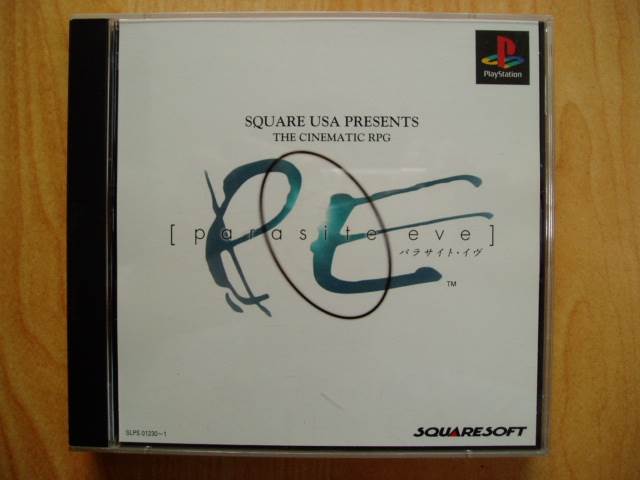 PlayStation
SQUARE USA PRESENTS
THE CINEMATIC RPG
PE
[ parasite eve ]
パラサイト・イヴ
TM
SLPS 01230~1
SQUARESOFT